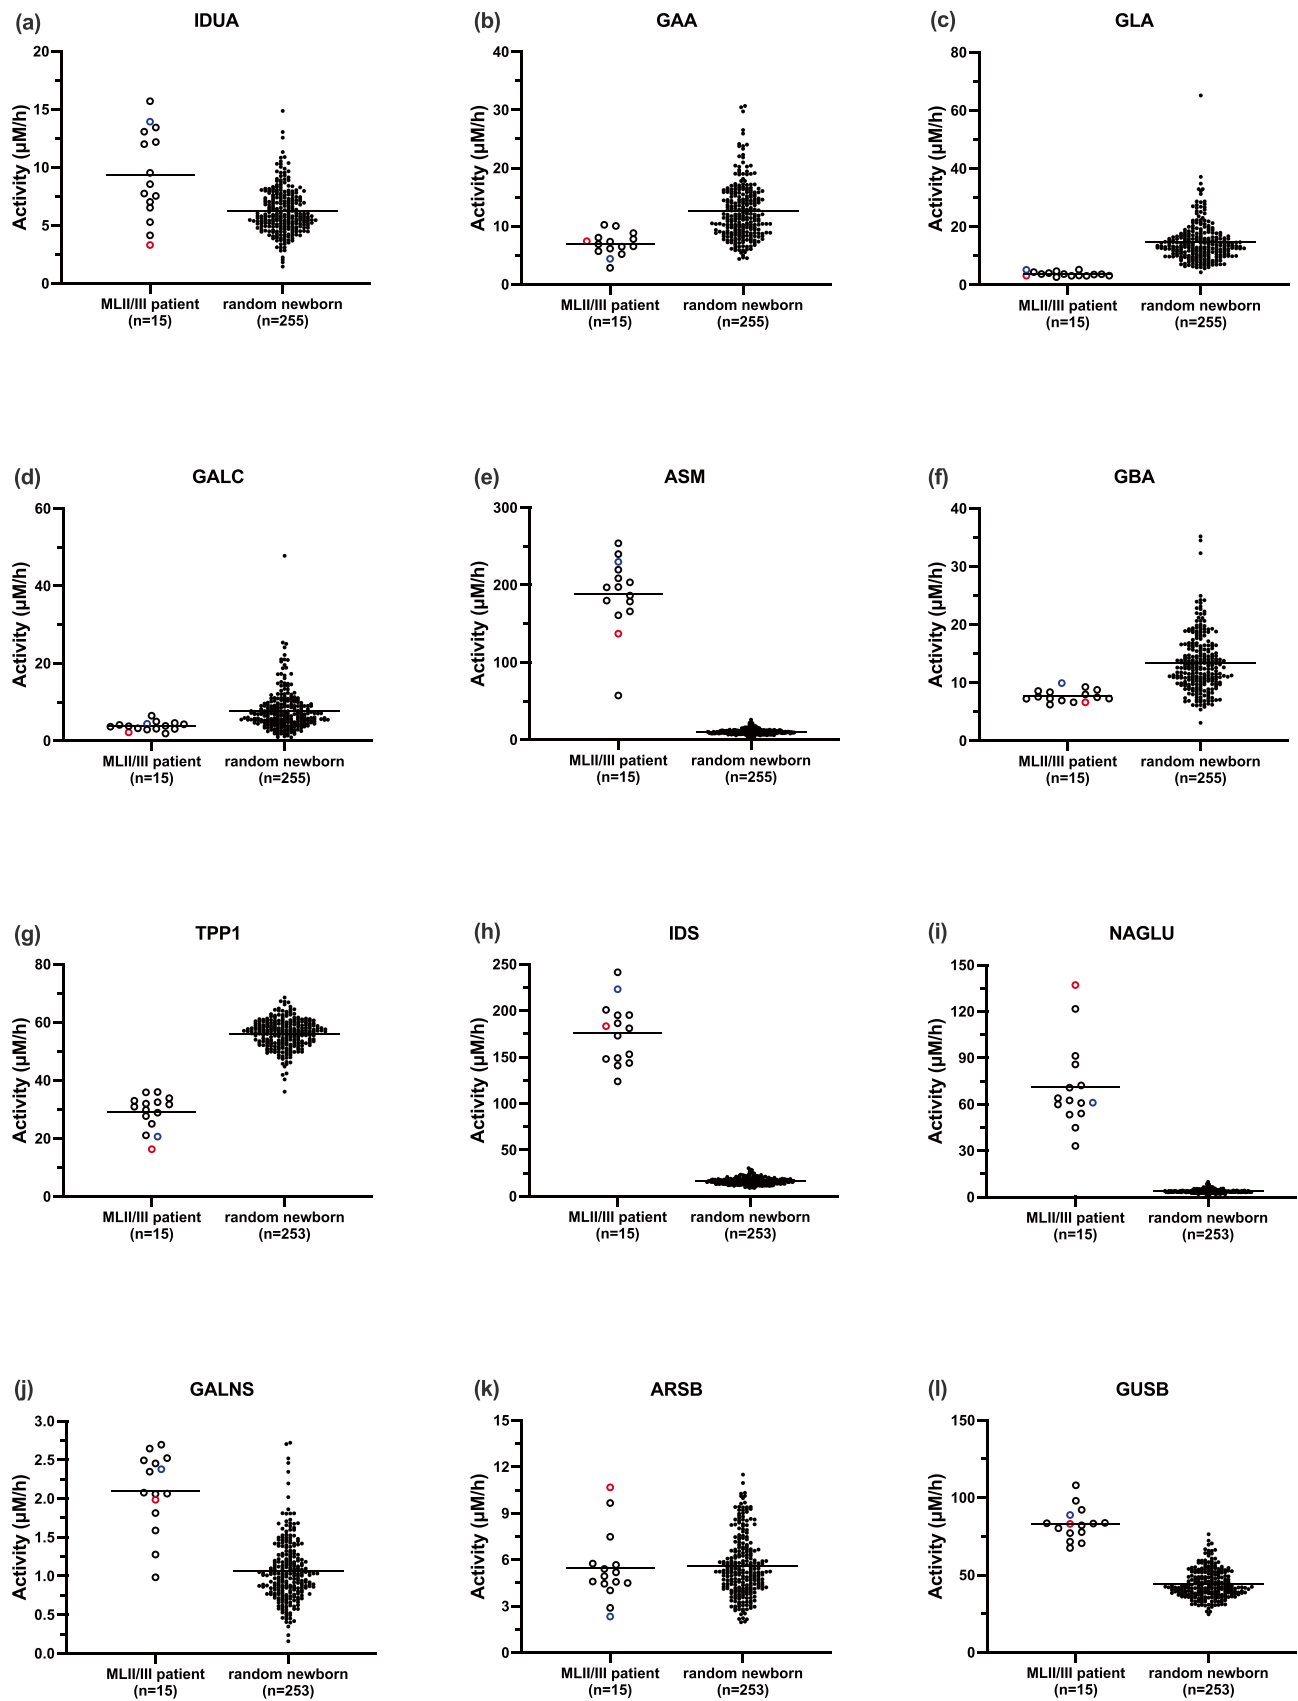 (a) IDUA
Activity (µM/h)
20
15
10
5
0
MLII/III patient
(n=15)
random newborn
(n=255)
(b) GAA
Activity (µM/h)
40
30
20
10
0
MLII/III patient
(n=15)
random newborn
(n=255)
(c) GLA
Activity (µM/h)
80
60
40
20
0
MLII/III patient
(n=15)
random newborn
(n=255)
(d) GALC
Activity (µM/h)
60
40
20
0
MLII/III patient
(n=15)
random newborn
(n=255)
(e) ASM
Activity (µM/h)
300
200
100
0
MLII/III patient
(n=15)
random newborn
(n=255)
(f) GBA
Activity (µM/h)
40
30
20
10
0
MLII/III patient
(n=15)
random newborn
(n=255)
(g) TPP1
Activity (µM/h)
80
60
40
20
0
MLII/III patient
(n=15)
random newborn
(n=253)
(h) IDS
Activity (µM/h)
250
200
150
100
50
0
MLII/III patient
(n=15)
random newborn
(n=253)
(i) NAGLU
Activity (µM/h)
150
120
90
60
30
0
MLII/III patient
(n=15)
random newborn
(n=253)
(j) GALNS
Activity (µM/h)
3.0
2.5
2.0
1.5
1.0
0.5
0.0
MLII/III patient
(n=15)
random newborn
(n=253)
(k) ARSB
Activity (µM/h)
15
12
9
6
3
0
MLII/III patient
(n=15)
random newborn
(n=253)
(l) GUSB
Activity (µM/h)
150
100
50
0
MLII/III patient
(n=15)
random newborn
(n=253)